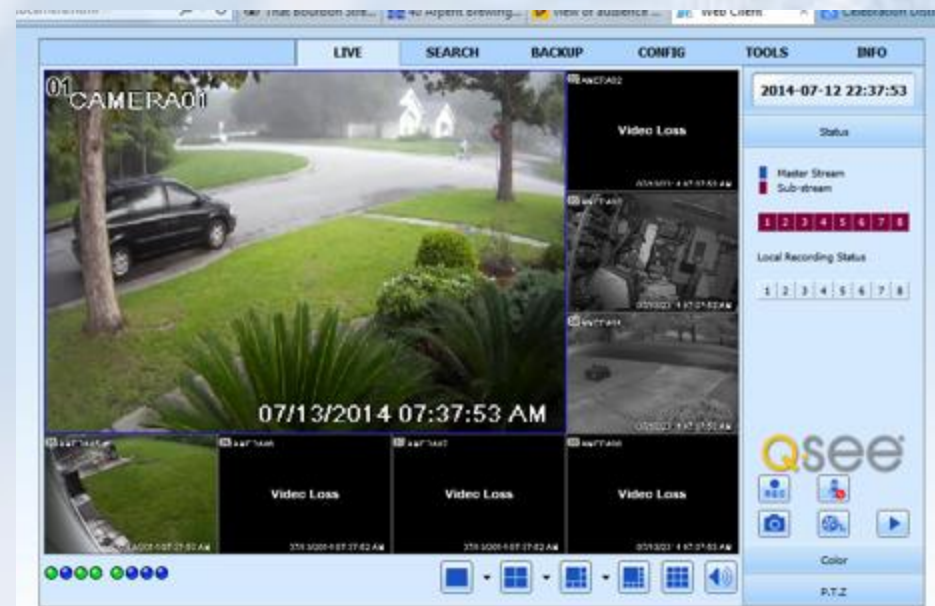 That Bourbon Stre...
40 Arpent Brewing...
View of audience ...
Web Client
LIVE SEARCH BACKUP CONFIG TOOLS INFO
01 CAMERA01
07/13/2014 07:37:53 AM
Video Loss
2014-07-12 22:37:53
Status
Master Stream
Sub-stream
1 2 3 4 5 6 7 8
Local Recording Status
1 2 3 4 5 6 7 8
Qsee
REC
Video Loss
Video Loss
Video Loss
Color
P.T.Z